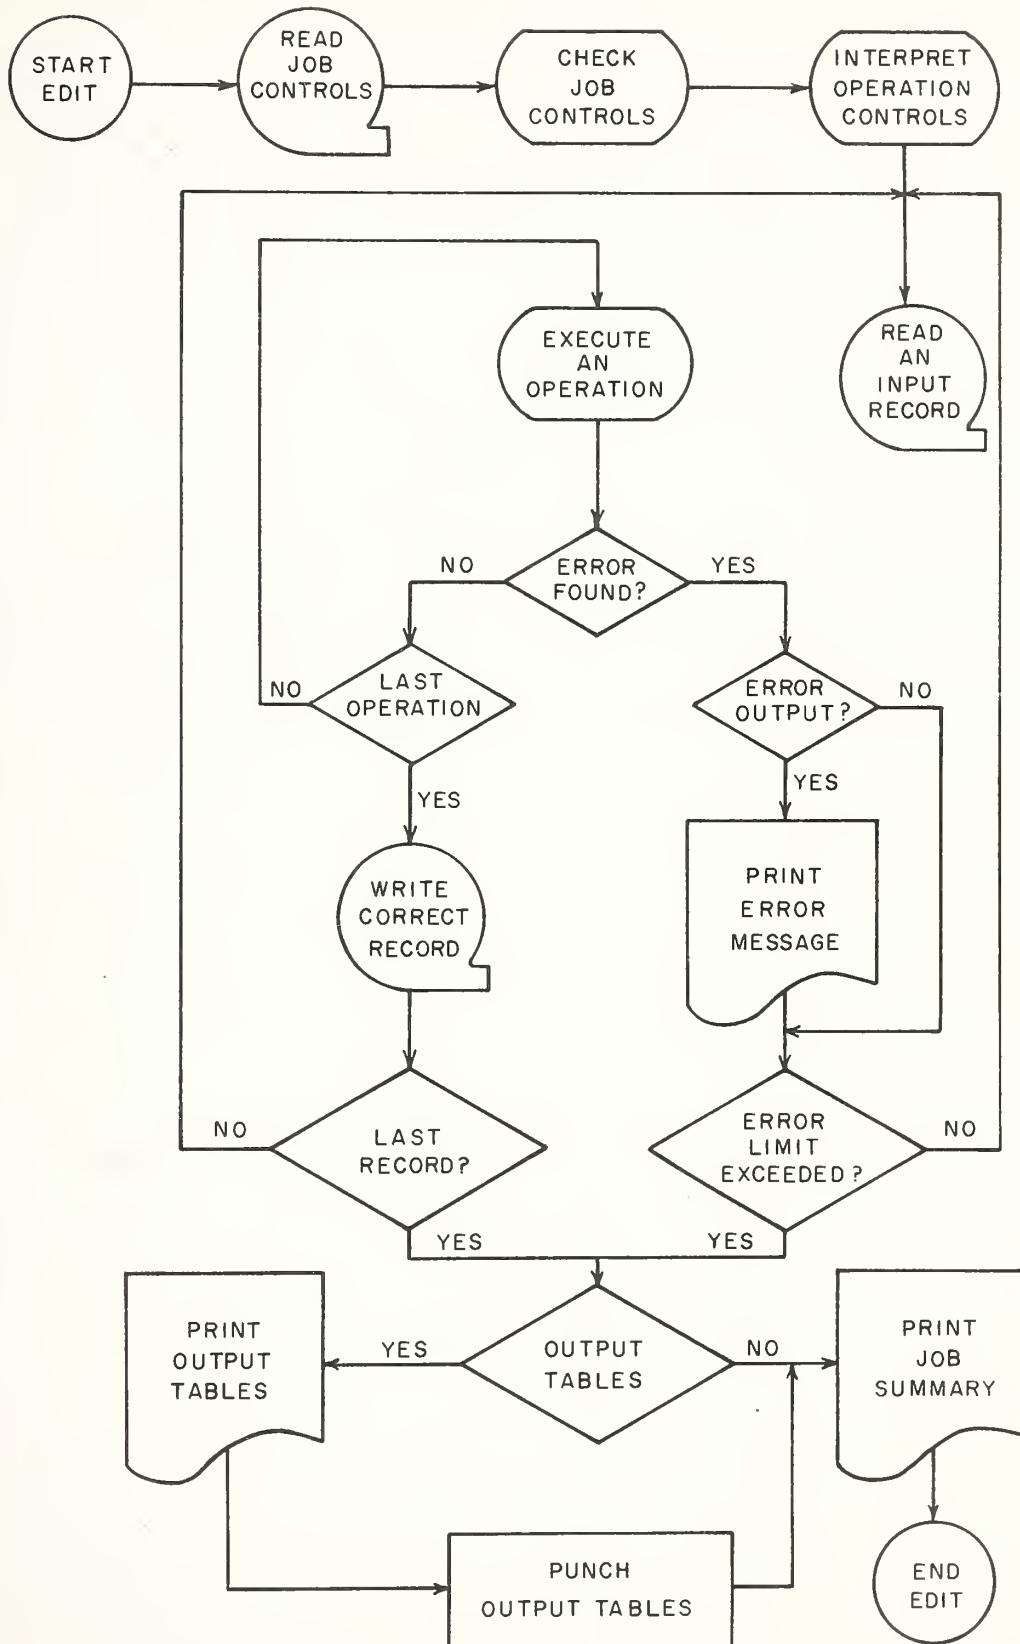 START
EDIT
READ
JOB
CONTROLS
CHECK
JOB
CONTROLS
INTERPRET
OPERATION
CONTROLS
EXECUTE
AN
OPERATION
READ
AN
INPUT
RECORD
ERROR
FOUND?
NO
YES
LAST
OPERATION
NO
YES
ERROR
OUTPUT?
NO
YES
WRITE
CORRECT
RECORD
PRINT
ERROR
MESSAGE
LAST
RECORD?
NO
YES
ERROR
LIMIT
EXCEEDED?
NO
YES
OUTPUT
TABLES
YES
NO
PRINT
OUTPUT
TABLES
PRINT
JOB
SUMMARY
PUNCH
OUTPUT TABLES
END
EDIT